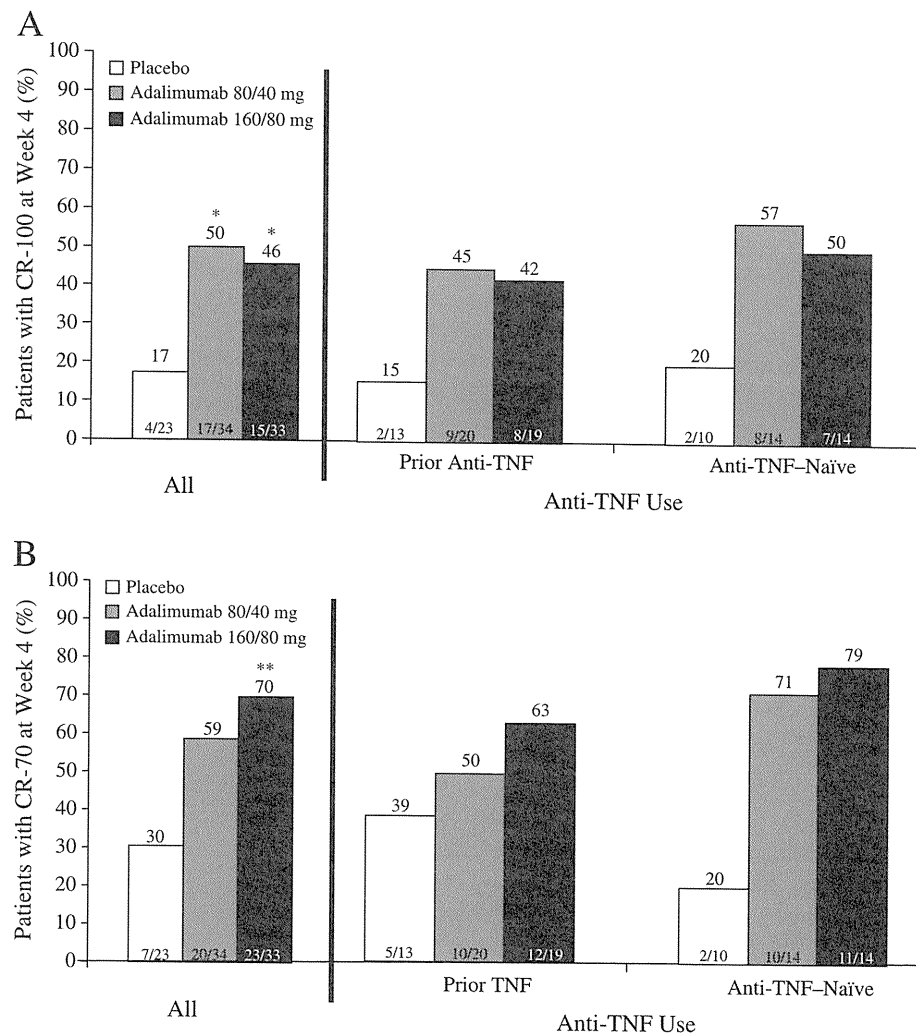 A
Patients with CR-100 at Week 4 (%)
100
90
80
70
60
50
40
30
20
10
0
Placebo
Adalimumab 80/40 mg
Adalimumab 160/80 mg
* *
17 50 46
15 45 42
20 57 50
4/23 17/34 15/33
2/13 9/20 8/19
2/10 8/14 7/14
Prior Anti-TNF Anti-TNF–Naïve
All
Anti-TNF Use
B
Patients with CR-70 at Week 4 (%)
100
90
80
70
60
50
40
30
20
10
0
Placebo
Adalimumab 80/40 mg
Adalimumab 160/80 mg
**
30 59 70
39 50 63
20 71 79
7/23 20/34 23/33
5/13 10/20 12/19
2/10 10/14 11/14
Prior TNF Anti-TNF–Naïve
All
Anti-TNF Use